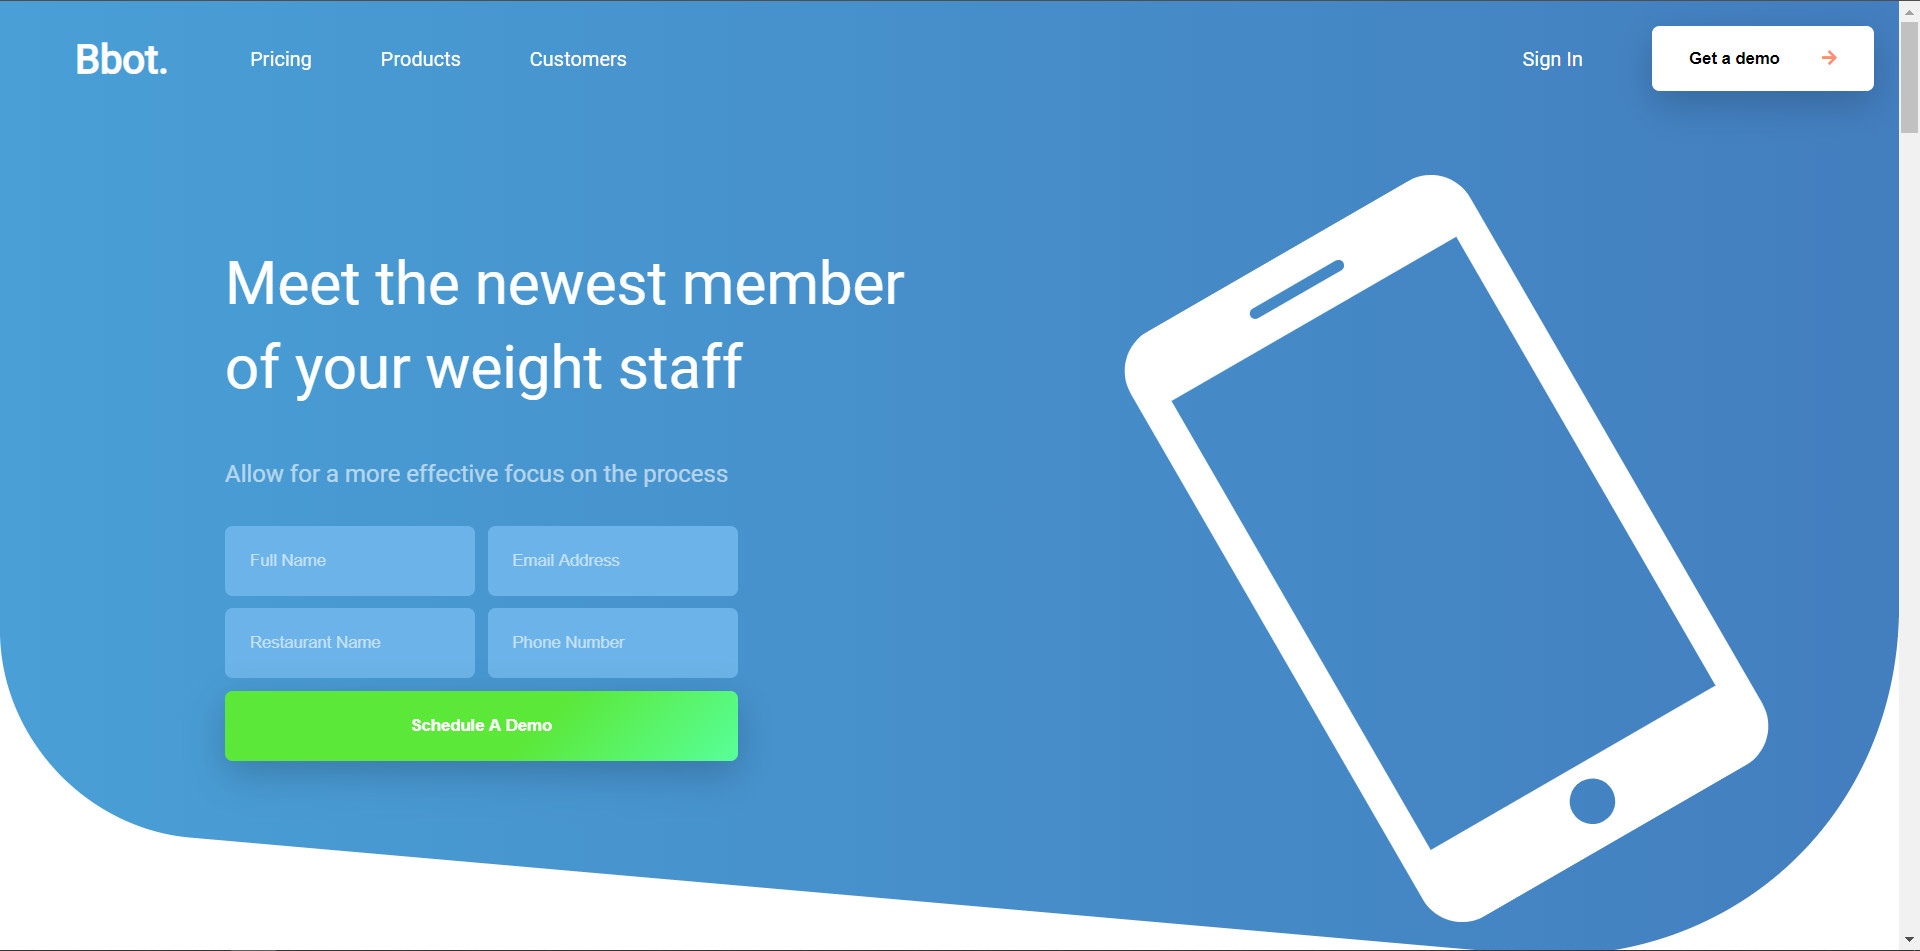 Bbot.
Pricing
Products
Customers
Sign In
Get a demo
Meet the newest member
of your weight staff
Allow for a more effective focus on the process
Full Name
Email Address
Restaurant Name
Phone Number
Schedule A Demo